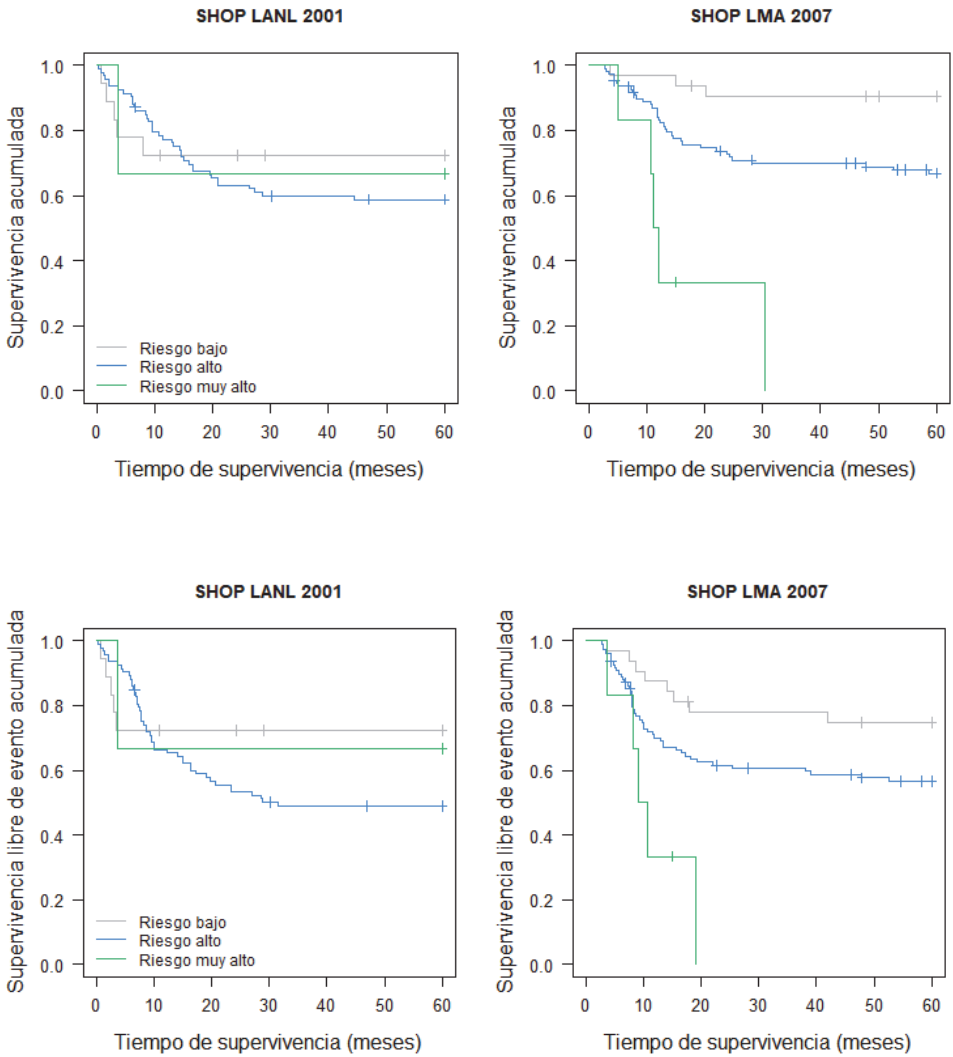 SHOP LANL 2001
Supervivencia acumulada
1.0
0.8
0.6
0.4
0.2
0.0
Riesgo bajo
Riesgo alto
Riesgo muy alto
0 10 20 30 40 50 60
Tiempo de supervivencia (meses)
SHOP LMA 2007
Supervivencia acumulada
1.0
0.8
0.6
0.4
0.2
0.0
0 10 20 30 40 50 60
Tiempo de supervivencia (meses)
SHOP LANL 2001
Supervivencia libre de evento acumulada
1.0
0.8
0.6
0.4
0.2
0.0
Riesgo bajo
Riesgo alto
Riesgo muy alto
0 10 20 30 40 50 60
Tiempo de supervivencia (meses)
SHOP LMA 2007
Supervivencia libre de evento acumulada
1.0
0.8
0.6
0.4
0.2
0.0
0 10 20 30 40 50 60
Tiempo de supervivencia (meses)